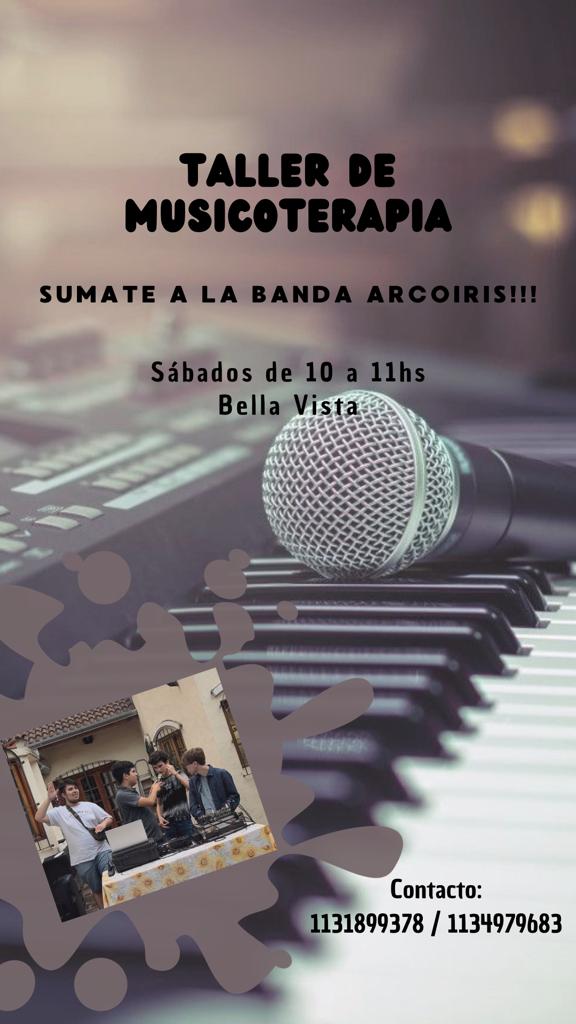 TALLER DE
MUSICOTERAPIA
SUMATE A LA BANDA ARCOIRIS!!!
Sábados de 10 a 11hs
Bella Vista
Contacto:
1131899378 / 1134979683